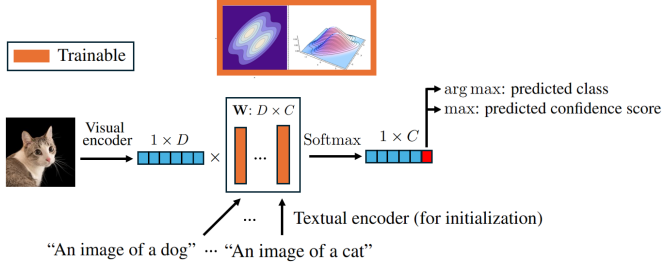 Trainable
W: D × C
arg max: predicted class
max: predicted confidence score
Visual
encoder
1 × D
×
...
Softmax
1 × C
...
Textual encoder (for initialization)
“An image of a dog” ... “An image of a cat”